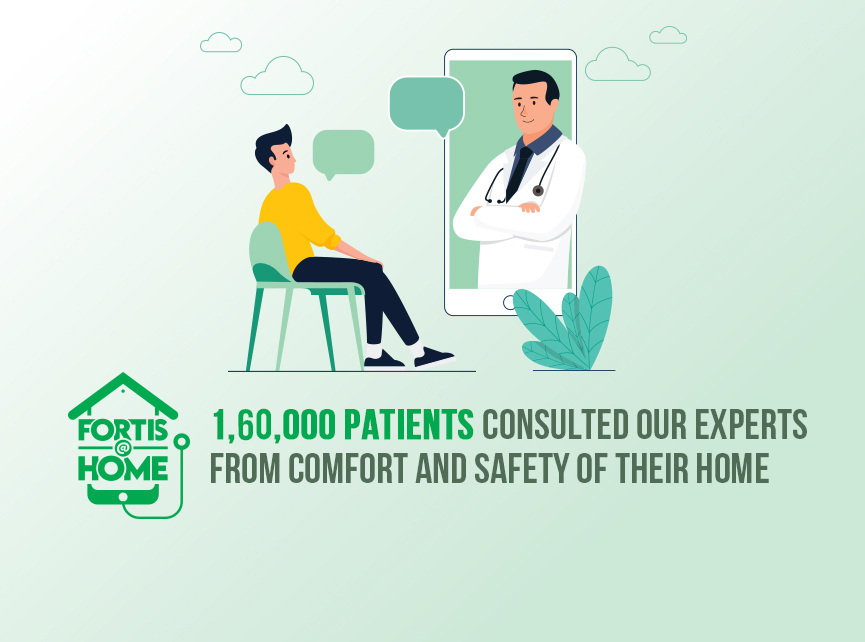 FORTIS
@
HOME
1,60,000 PATIENTS CONSULTED OUR EXPERTS
FROM COMFORT AND SAFETY OF THEIR HOME